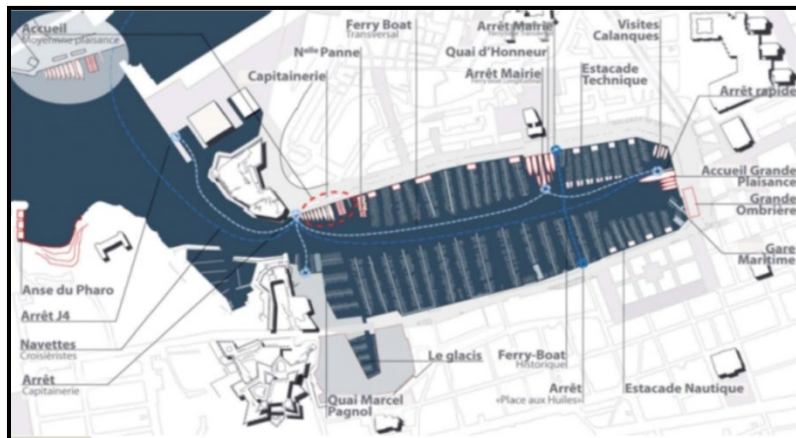 Accueil
Moyenne plaisance
Ferry Boat
Transversal
Nelle Panne
Capitainerie
Arrêt Mairie
Quai d'Honneur
Arrêt Mairie
Visites
Calanques
Estacade
Technique
Arrêt rapide
Accueil Grande
Plaisance
Grande
Ombrière
Gare
Maritime
Anse du Pharo
Arrêt J4
Navettes
Croisiéristes
Arrêt
Capitainerie
Quai Marcel
Pagnol
Le glacis
Ferry-Boat
Historique
Arrêt
«Place aux Huiles»
Estacade Nautique